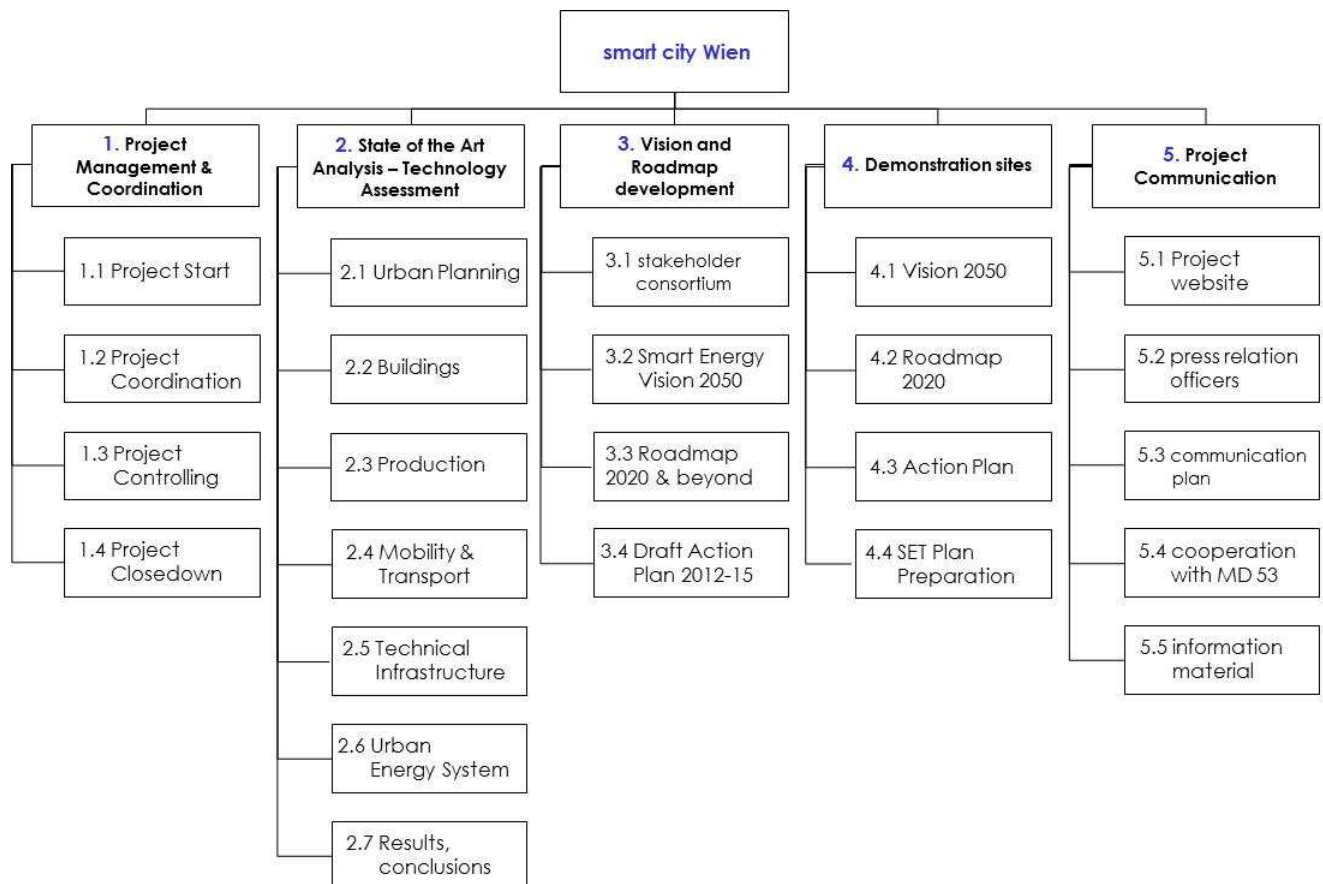 smart city Wien
1. Project
Management &
Coordination
2. State of the Art
Analysis – Technology
Assessment
3. Vision and
Roadmap
development
4. Demonstration sites
5. Project
Communication
1.1 Project Start
1.2 Project
Coordination
1.3 Project
Controlling
1.4 Project
Closedown
2.1 Urban Planning
2.2 Buildings
2.3 Production
2.4 Mobility &
Transport
2.5 Technical
Infrastructure
2.6 Urban
Energy System
2.7 Results,
conclusions
3.1 stakeholder
consortium
3.2 Smart Energy
Vision 2050
3.3 Roadmap
2020 & beyond
3.4 Draft Action
Plan 2012-15
4.1 Vision 2050
4.2 Roadmap
2020
4.3 Action Plan
4.4 SET Plan
Preparation
5.1 Project
website
5.2 press relation
officers
5.3 communication
plan
5.4 cooperation
with MD 53
5.5 information
material